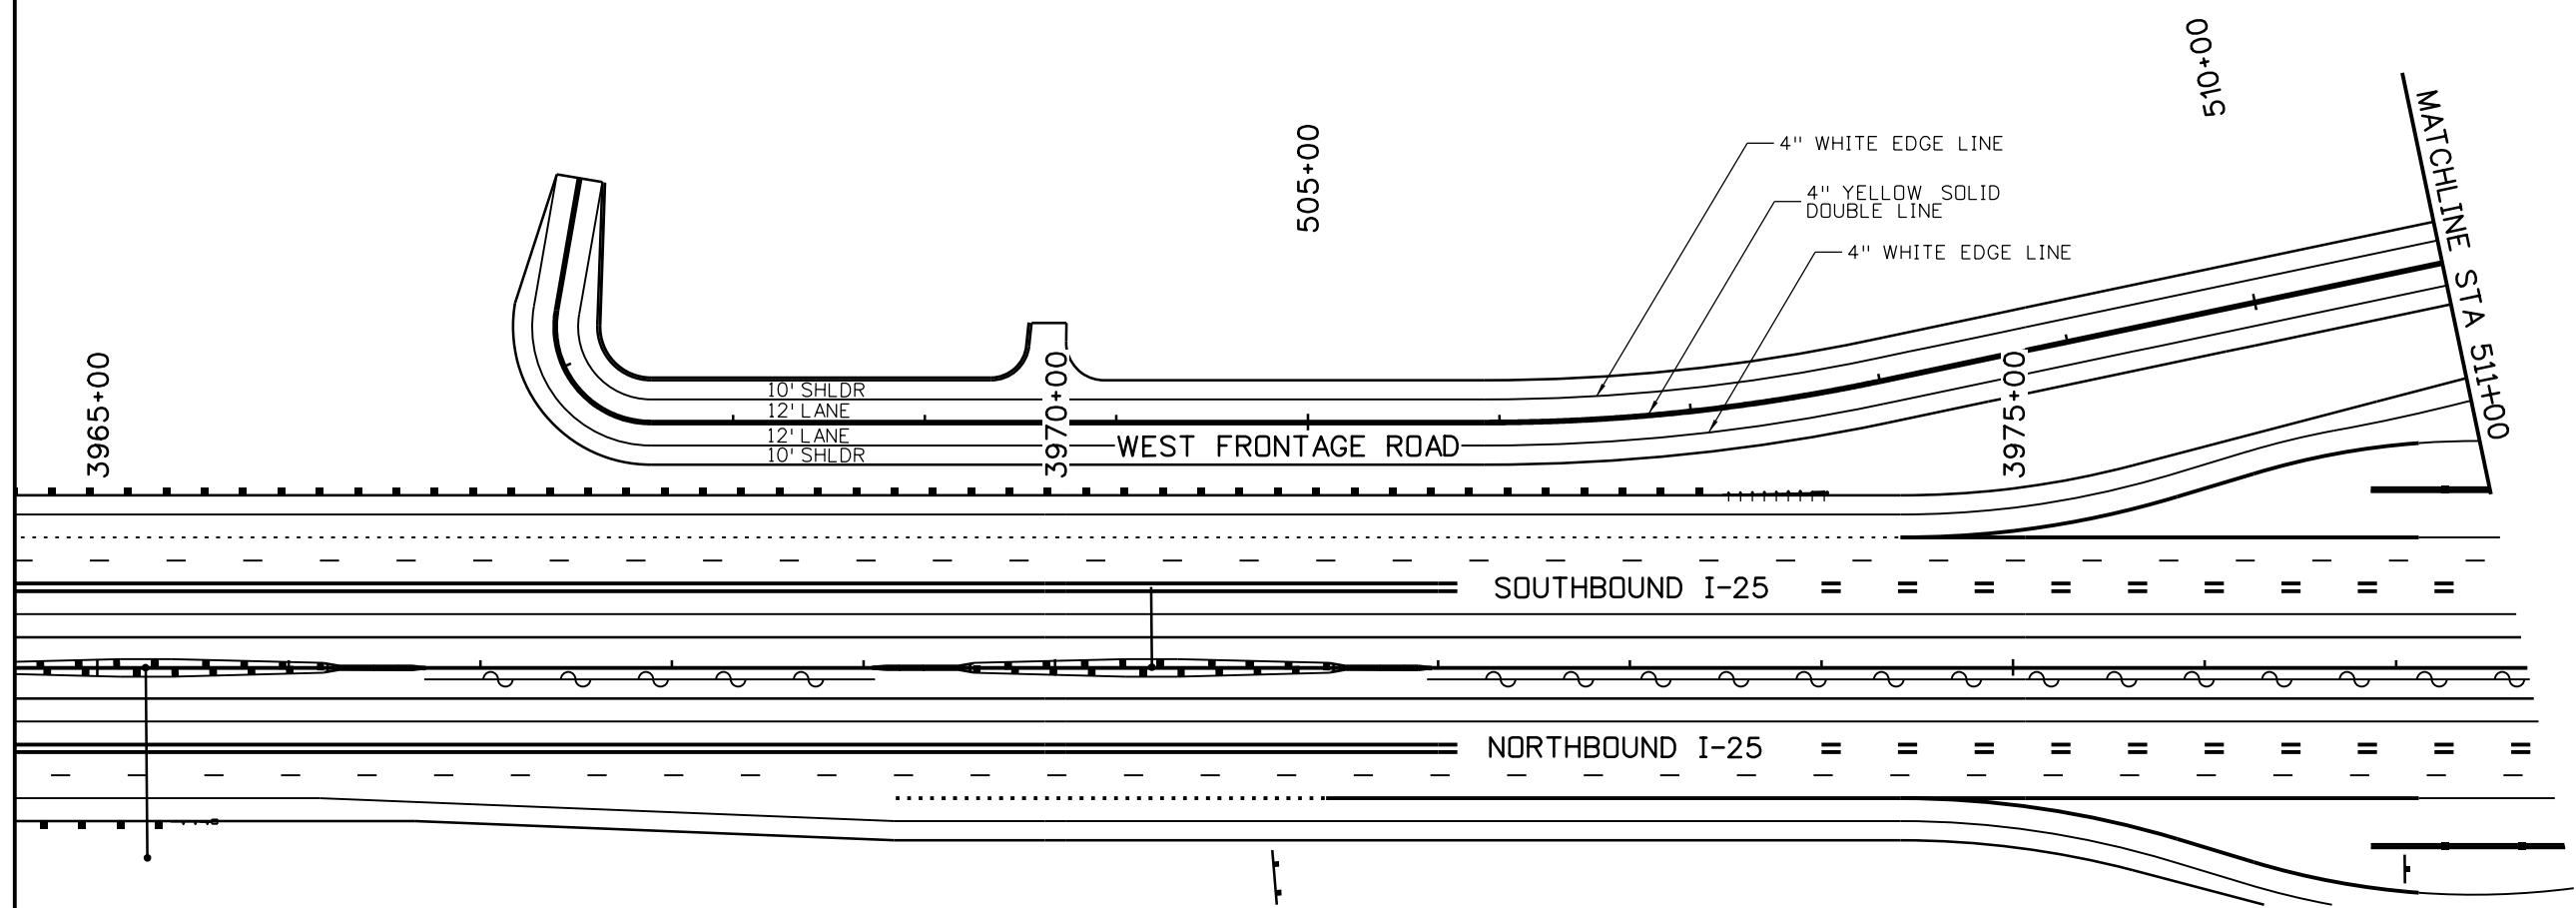 510+00
MATCHLINE STA 511+00
505+00
4" WHITE EDGE LINE
4" YELLOW SOLID
DOUBLE LINE
4" WHITE EDGE LINE
3965+00
3970+00
3975+00
10' SHLDR
12' LANE
12' LANE
10' SHLDR
WEST FRONTAGE ROAD
SOUTHBOUND I-25
NORTHBOUND I-25